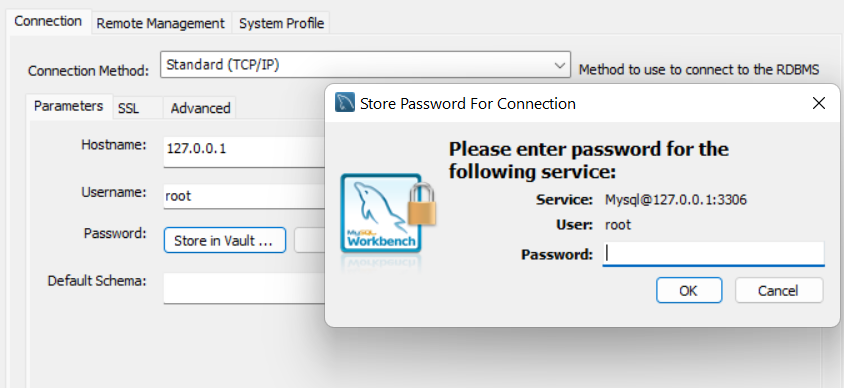 Connection Remote Management System Profile
Connection Method: Standard (TCP/IP) Method to use to connect to the RDBMS
Parameters SSL Advanced
Hostname: 127.0.0.1
Username: root
Password: Store in Vault ...
Default Schema:
Store Password For Connection
Please enter password for the
following service:
Service: Mysql@127.0.0.1:3306
User: root
Password:
MySQL
Workbench
OK Cancel